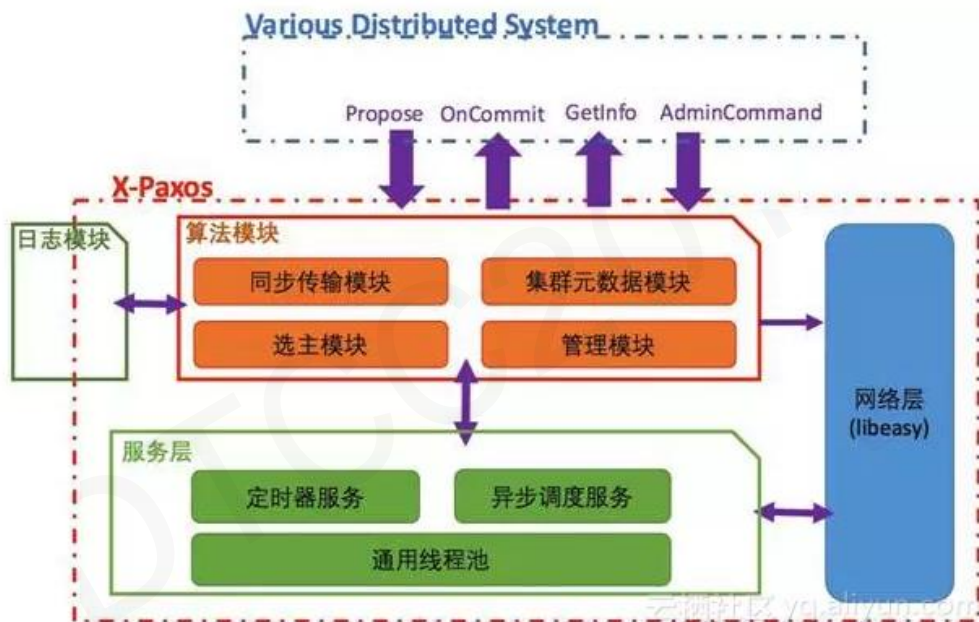 Various Distributed System
Propose OnCommit GetInfo AdminCommand
X-Paxos
日志模块
算法模块
同步传输模块 集群元数据模块
选主模块 管理模块
网络层
(libeasy)
服务层
定时器服务 异步调度服务
通用线程池
云栖社区 yq.aliyun.com